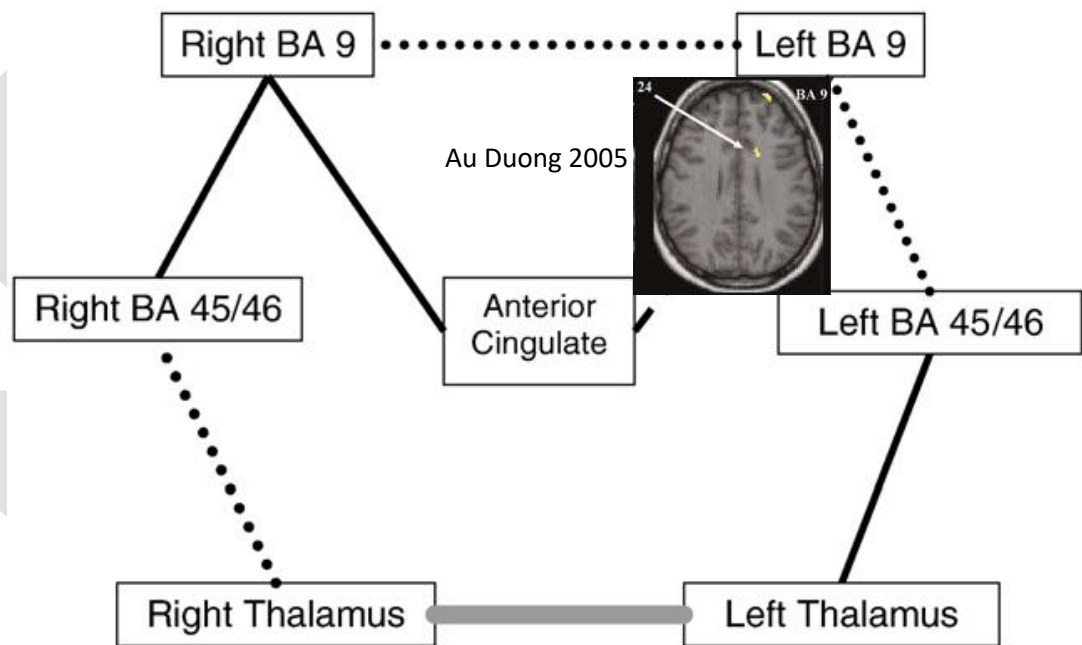 Right BA 9
Left BA 9
24
BA 9
Au Duong 2005
Right BA 45/46
Anterior
Cingulate
Left BA 45/46
Right Thalamus
Left Thalamus